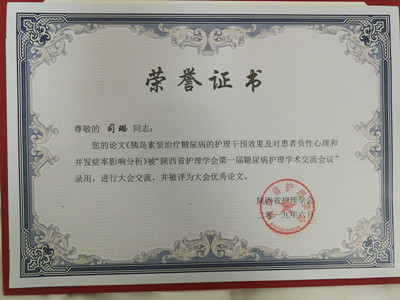 荣誉证书
尊敬的 司璐 同志：
您的论文《胰岛素泵治疗糖尿病的护理干预效果及对患者负性心理和
并发症率影响分析》被“陕西省护理学会第一届糖尿病护理学术交流会议”
录用，进行大会交流，并被评为大会优秀论文。
陕西省护理学会
二零一九年六月